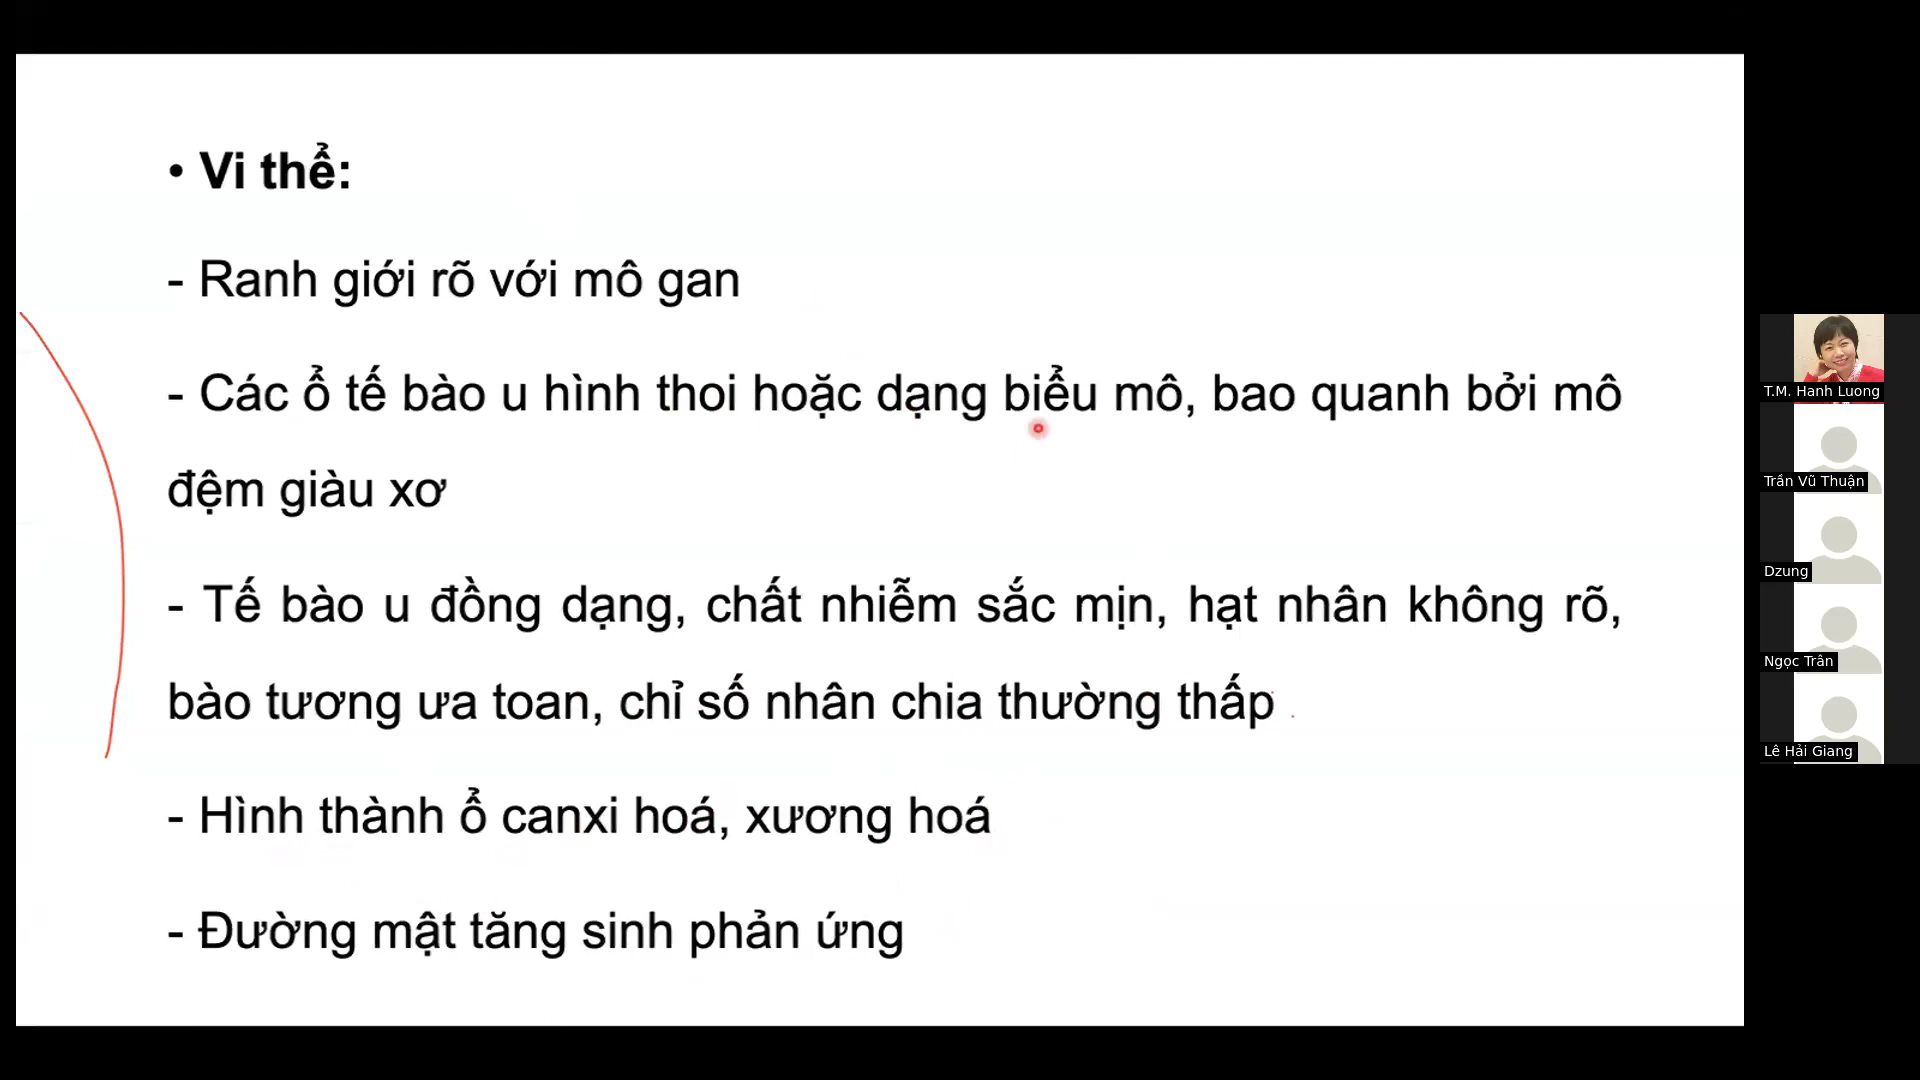 • Vi thể:
- Ranh giới rõ với mô gan
- Các ổ tế bào u hình thoi hoặc dạng biểu mô, bao quanh bởi mô
đệm giàu xơ
- Tế bào u đồng dạng, chất nhiễm sắc mịn, hạt nhân không rõ,
bào tương ưa toan, chỉ số nhân chia thường thấp
- Hình thành ổ canxi hoá, xương hoá
- Đường mật tăng sinh phản ứng
T.M. Hanh Luong
Trần Vũ Thuận
Dzung
Ngọc Trân
Lê Hải Giang